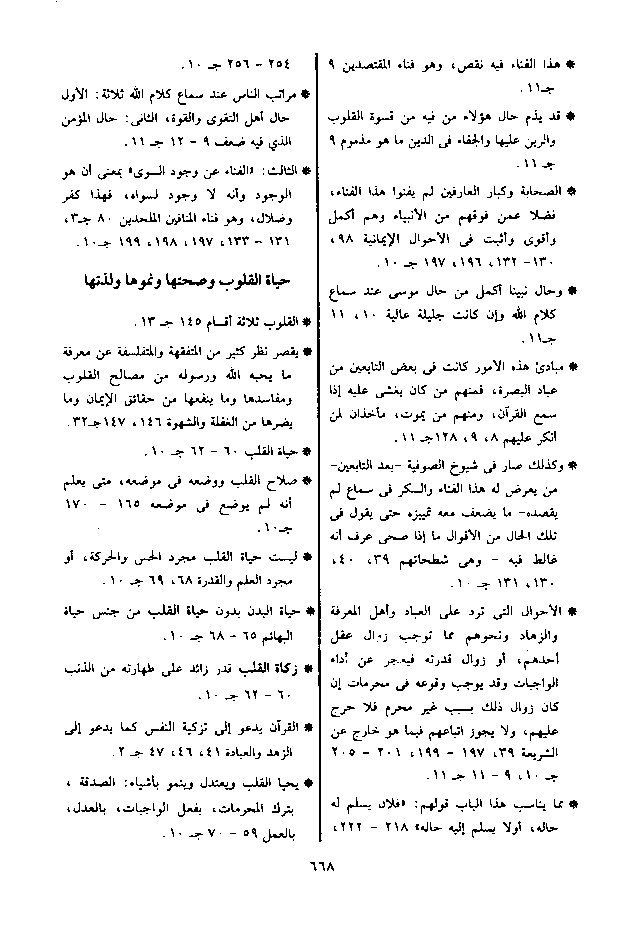 * هذا الفناء فيه نقص، وهو فناء المقتصدين ٩
جـ١١.
* قد يذم حال هؤلاء من فيه من قسوة القلوب
والرين عليها والجفاء فى الدين ما هو مذموم ٩
جـ ١١.
* الصحابة وكبار العارفين لم يفنوا هذا الفناء،
فضلا عمن فوقهم من الأنبياء وهم أكمل
وأقوى وأثبت فى الأحوال الإيمانية ٩٨،
١٣٠- ١٣٢، ١٩٦، ١٩٧ جـ ١٠.
* وحال نبينا أكمل من حال موسى عند سماع
كلام الله وإن كانت جليلة عالية ١٠، ١١
جـ١١.
* مبادئ هذه الأمور كانت فى بعض التابعين من
عباد البصرة، فمنهم من كان يغشى عليه إذا
سمع القرآن، ومنهم من يموت، مأخذان لمن
أنكر عليهم ٨، ٩، ١٢٨جـ ١١.
* وكذلك صار فى شيوخ الصوفية -بعد التابعين-
من يعرض له هذا الفناء والسكر فى سماع لم
يقصده- ما يضعف معه تمييزه حتى يقول فى
تلك الحال من الأقوال ما إذا صحى عرف أنه
غالط فيه - وهى شطحاتهم ٣٩، ٤٠،
١٣٠، ١٣١ جـ ١٠.
* الأحوال التى ترد على العباد وأهل المعرفة
والزهاد ونحوهم مما توجب زوال عقل
أحدهم، أو زوال قدرته فيعجز عن أداء
الواجبات وقد يوجب وقوعه فى محرمات إن
كان زوال ذلك بسبب غير محرم فلا حرج
عليهم، ولا يجوز اتباعهم فيما هو خارج عن
الشريعة ٣٩، ١٩٧ - ١٩٩، ٢٠١ - ٢٠٥
جـ ١٠، ٩ - ١١ جـ ١١.
* مما يناسب هذا الباب قولهم: «فلان يسلم له
حاله، أولا يسلم إليه حاله» ٢١٨ - ٢٢٢،
٢٥٤ - ٢٥٦ جـ ١٠.
* مراتب الناس عند سماع كلام الله ثلاثة: الأول
حال أهل التقوى والقوة، الثانى: حال المؤمن
الذي فيه ضعف ٩ - ١٢ جـ ١١.
* الثالث: «الفناء عن وجود السوى» بمعنى أن هو
الوجود وأنه لا وجود لسواه، فهذا كفر
وضلال، وهو فناء المنافين الملحدين ٨٠ جـ٣،
١٣١ - ١٣٣، ١٩٧، ١٩٨، ١٩٩ جـ١٠.
حياة القلوب وصحتها ونموها ولذتها
* القلوب ثلاثة أقسام ١٤٥ جـ ١٣.
* يقصر نظر كثير من المتفقهة والمتفلسفة عن معرفة
ما يحبه الله ورسوله من مصالح القلوب
ومفاسدها وما ينفعها من حقائق الإيمان وما
يضرها من الغفلة والشهوة ١٤٦، ١٤٧ جـ٣٢.
* حياة القلب ٦٠ - ٦٢ جـ ١٠.
* صلاح القلب ووضعه فى موضعه، متى يعلم
أنه لم يوضع فى موضعه ١٦٥ - ١٧٠
جـ١٠.
* ليست حياة القلب مجرد الحس والحركة، أو
مجرد العلم والقدرة ٦٨، ٦٩ جـ ١٠.
* حياة البدن بدون حياة القلب من جنس حياة
البهائم ٦٥ - ٦٨ جـ ١٠.
* زكاة القلب قدر زائد على طهارته من الذنب
٦٠ - ٦٢ جـ ١٠.
* القرآن يدعو إلى تزكية النفس كما يدعو إلى
الزهد والعبادة ٤١، ٤٦، ٤٧ جـ ٢.
* يحيا القلب ويعتدل وينمو بأشياء: الصدقة ،
بترك المحرمات، بفعل الواجبات، بالعدل،
بالعمل ٥٩ - ٧٠ جـ ١٠.
٦٦٨